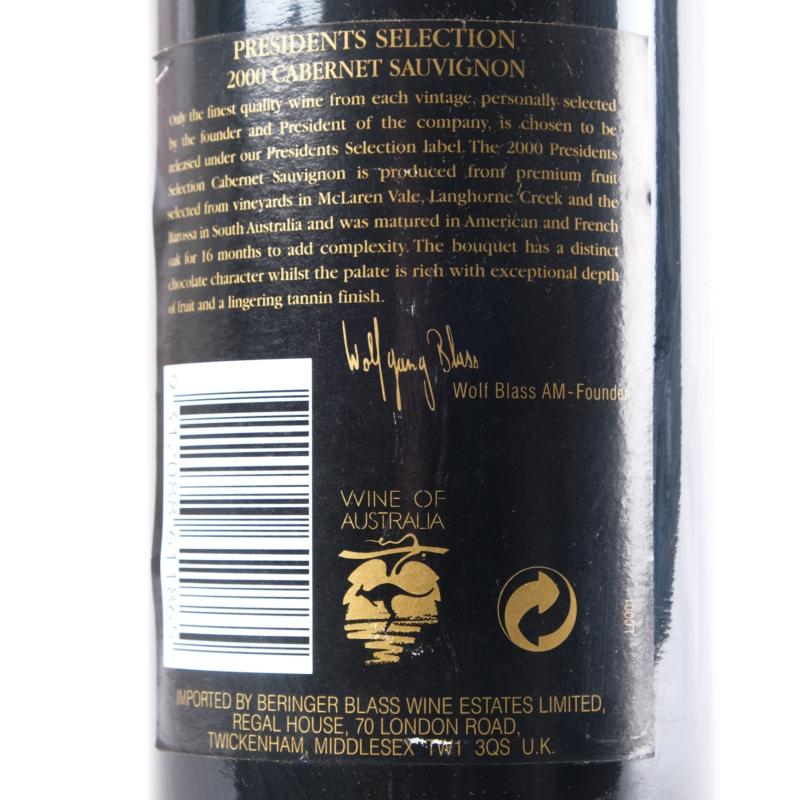 PRESIDENTS SELECTION
2000 CABERNET SAUVIGNON
Only the finest quality wine from each vintage, personally selected
by the founder and President of the company, is chosen to be
released under our Presidents Selection label. The 2000 Presidents
Selection Cabernet Sauvignon is produced from premium fruit
selected from vineyards in McLaren Vale, Langhorne Creek and the
Barossa in South Australia and was matured in American and French
oak for 16 months to add complexity. The bouquet has a distinct
chocolate character whilst the palate is rich with exceptional depth
of fruit and a lingering tannin finish.
Wolfgang Blass
Wolf Blass AM-Founder
WINE OF
AUSTRALIA
IMPORTED BY BERINGER BLASS WINE ESTATES LIMITED,
REGAL HOUSE, 70 LONDON ROAD,
TWICKENHAM, MIDDLESEX TW1 3QS U.K.